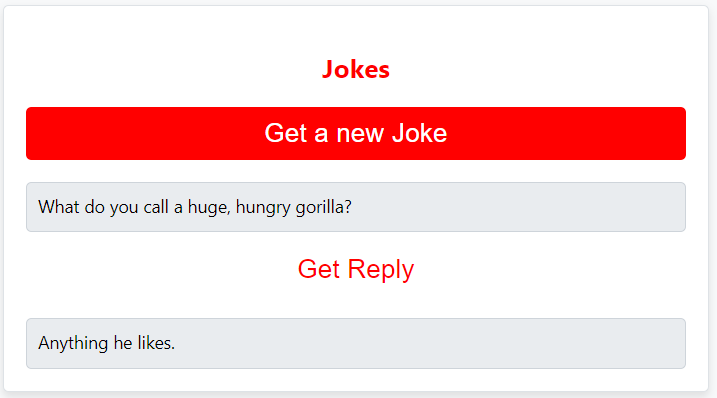 Jokes
Get a new Joke
What do you call a huge, hungry gorilla?
Get Reply
Anything he likes.